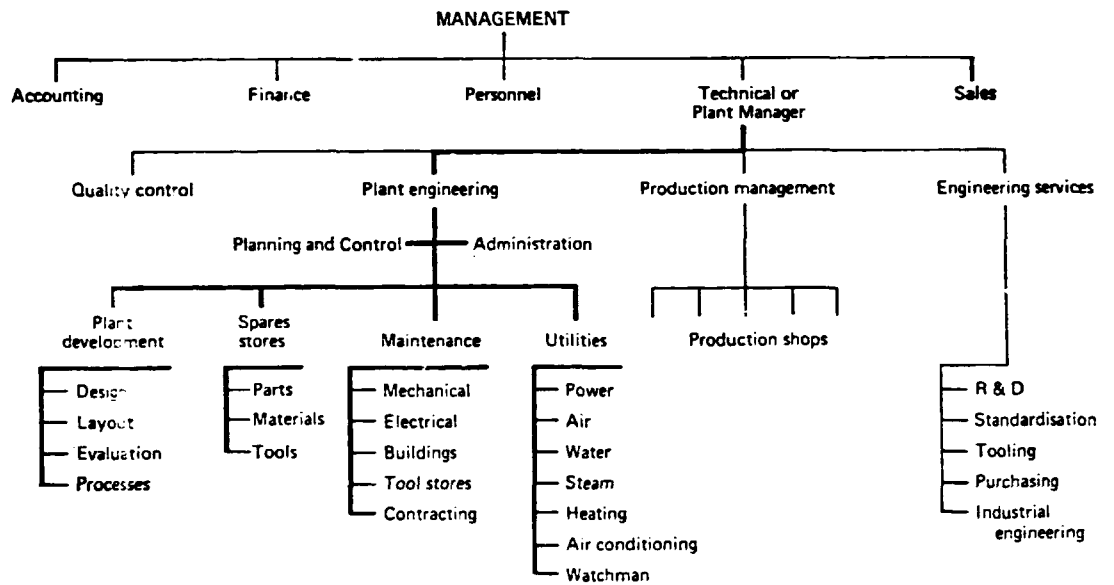 MANAGEMENT
Accounting
Finance
Personnel
Technical or
Plant Manager
Sales
Quality control
Plant engineering
Production management
Engineering services
Planning and Control
Administration
Plant
development
Spares
stores
Maintenance
Utilities
Production shops
Design
Layout
Evaluation
Processes
Parts
Materials
Tools
Mechanical
Electrical
Buildings
Tool stores
Contracting
Power
Air
Water
Steam
Heating
Air conditioning
Watchman
R & D
Standardisation
Tooling
Purchasing
Industrial
engineering